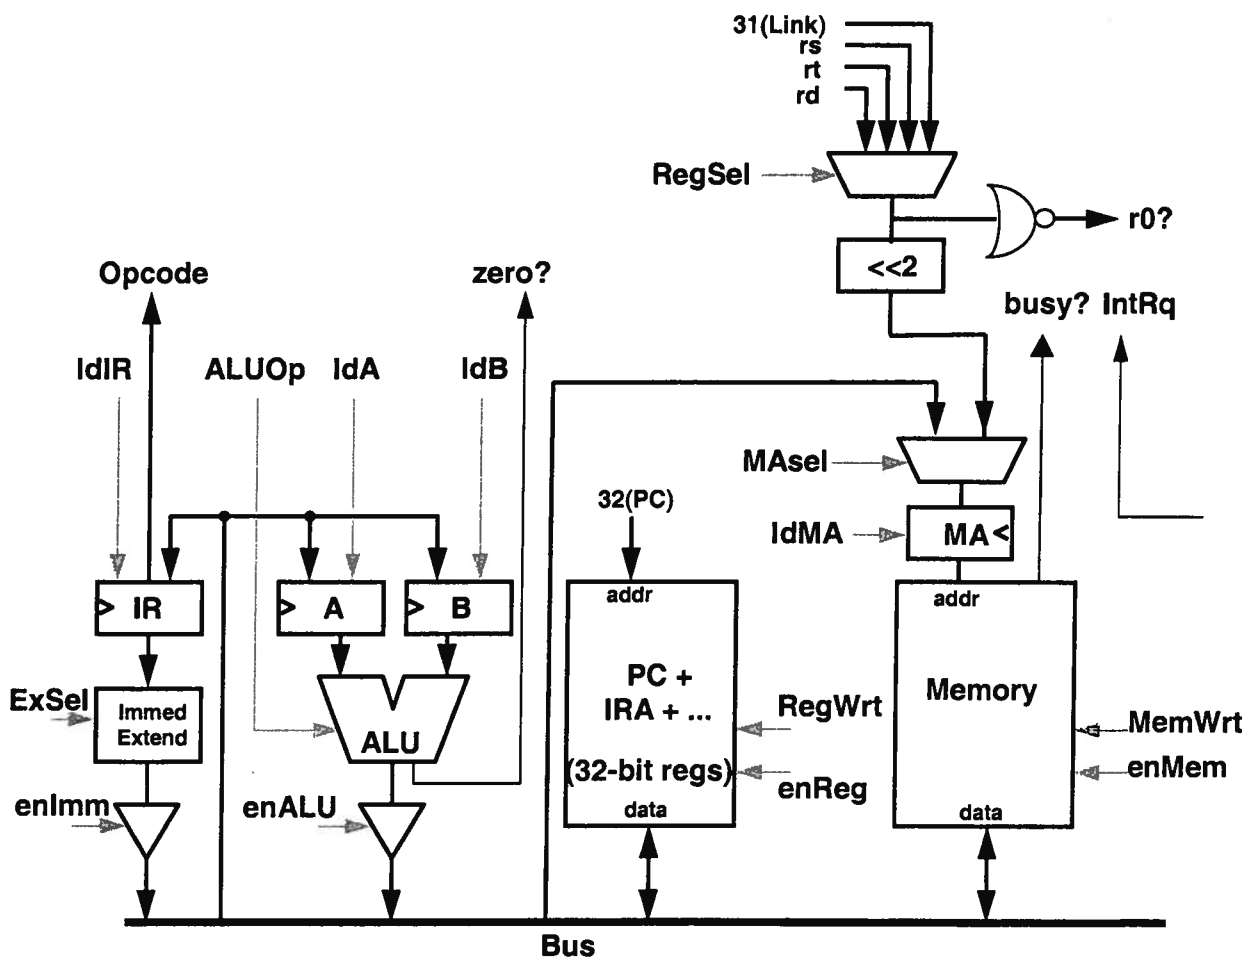 31(Link)
rs
rt
rd
RegSel
r0?
<<2
Opcode
zero?
busy? IntRq
ldIR
ALUOp
ldA
ldB
MAsel
32(PC)
ldMA
MA
IR
A
B
addr
addr
PC +
IRA + ...
(32-bit regs)
data
Memory
data
ExSel
Immed
Extend
ALU
RegWrt
MemWrt
enReg
enMem
enImm
enALU
Bus